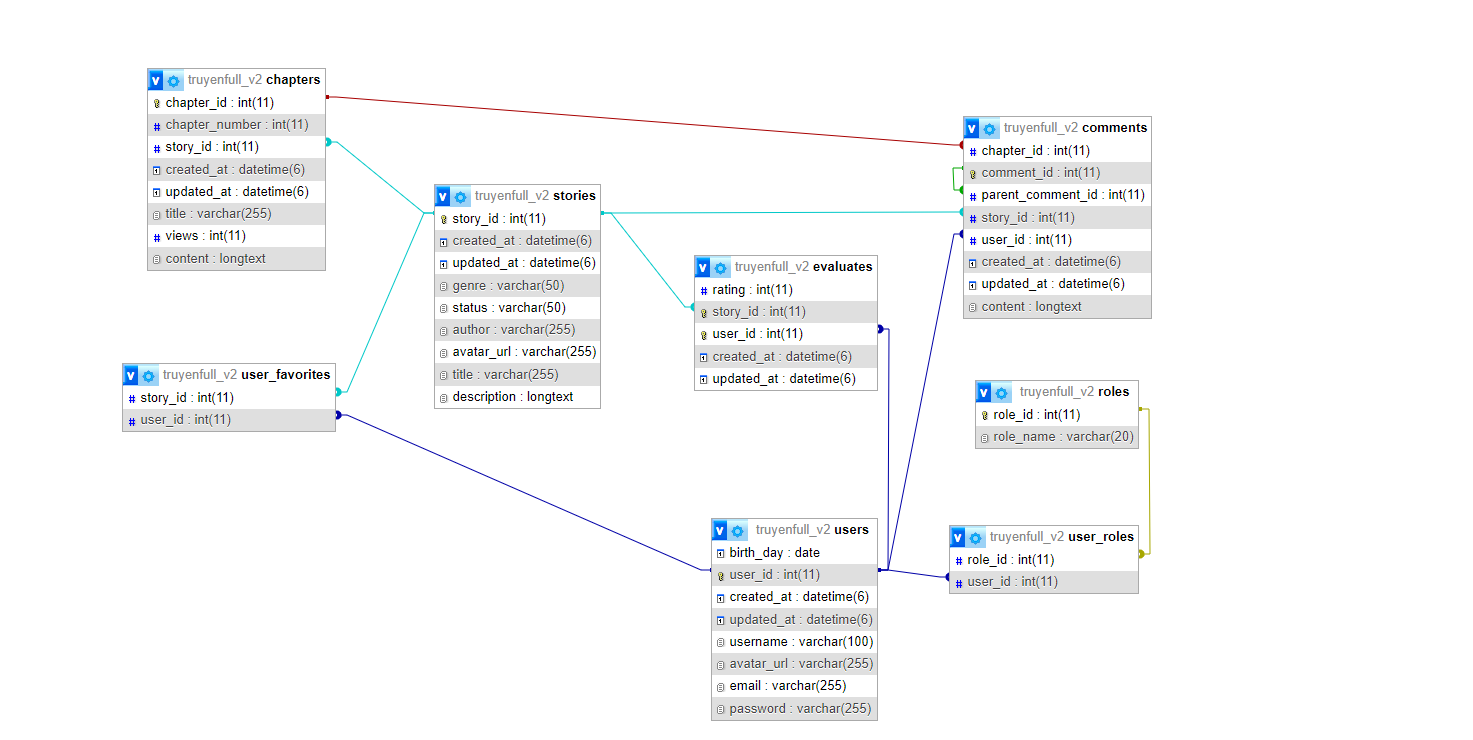 truyenfull_v2 chapters
chapter_id : int(11)
chapter_number : int(11)
story_id : int(11)
created_at : datetime(6)
updated_at : datetime(6)
title : varchar(255)
views : int(11)
content : longtext
truyenfull_v2 comments
chapter_id : int(11)
comment_id : int(11)
parent_comment_id : int(11)
story_id : int(11)
user_id : int(11)
created_at : datetime(6)
updated_at : datetime(6)
content : longtext
truyenfull_v2 stories
story_id : int(11)
created_at : datetime(6)
updated_at : datetime(6)
genre : varchar(50)
status : varchar(50)
author : varchar(255)
avatar_url : varchar(255)
title : varchar(255)
description : longtext
truyenfull_v2 evaluates
rating : int(11)
story_id : int(11)
user_id : int(11)
created_at : datetime(6)
updated_at : datetime(6)
truyenfull_v2 user_favorites
story_id : int(11)
user_id : int(11)
truyenfull_v2 roles
role_id : int(11)
role_name : varchar(20)
truyenfull_v2 users
birth_day : date
user_id : int(11)
created_at : datetime(6)
updated_at : datetime(6)
username : varchar(100)
avatar_url : varchar(255)
email : varchar(255)
password : varchar(255)
truyenfull_v2 user_roles
role_id : int(11)
user_id : int(11)